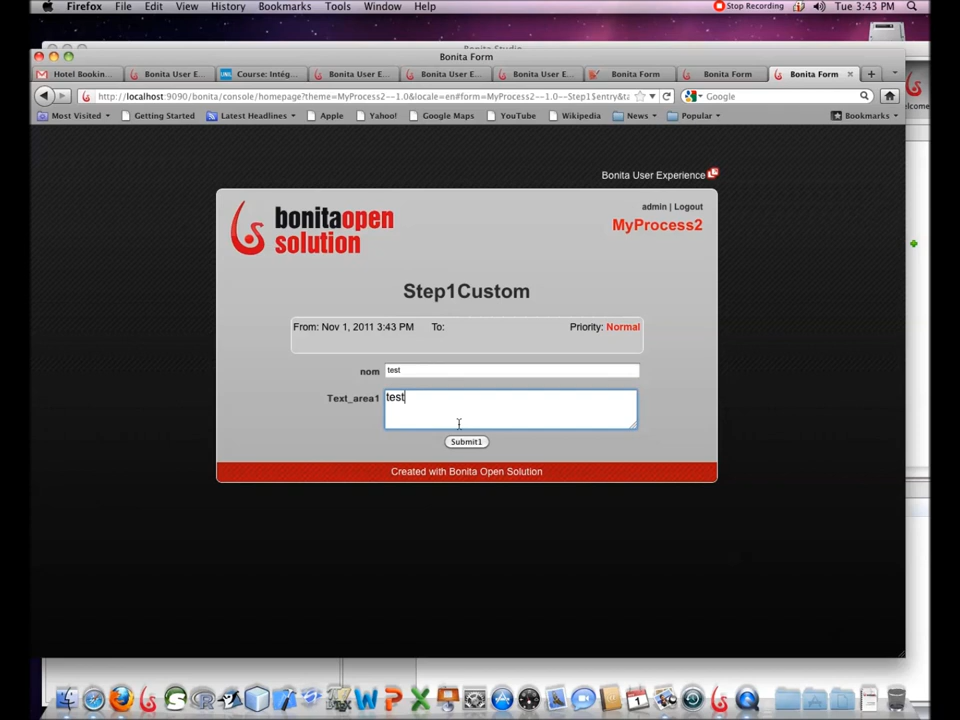 Firefox File Edit View History Bookmarks Tools Window Help Stop Recording Tue 3:43 PM
Bonita Studio
Bonita Form
Hotel Bookin... Bonita User E... Course: Intég... Bonita User E... Bonita User E... Bonita User E... Bonita Form Bonita Form Bonita Form
http://localhost:9090/bonita/console/homepage?theme=MyProcess2--1.0&locale=en#form=MyProcess2--1.0--Step1$entry&ta Google
Most Visited Getting Started Latest Headlines Apple Yahoo! Google Maps YouTube Wikipedia News Popular Bookmarks
elcome
Bonita User Experience
admin | Logout
bonitaopen
solution
MyProcess2
Step1Custom
From: Nov 1, 2011 3:43 PM To: Priority: Normal
nom test
Text_area1 test
Submit1
Created with Bonita Open Solution